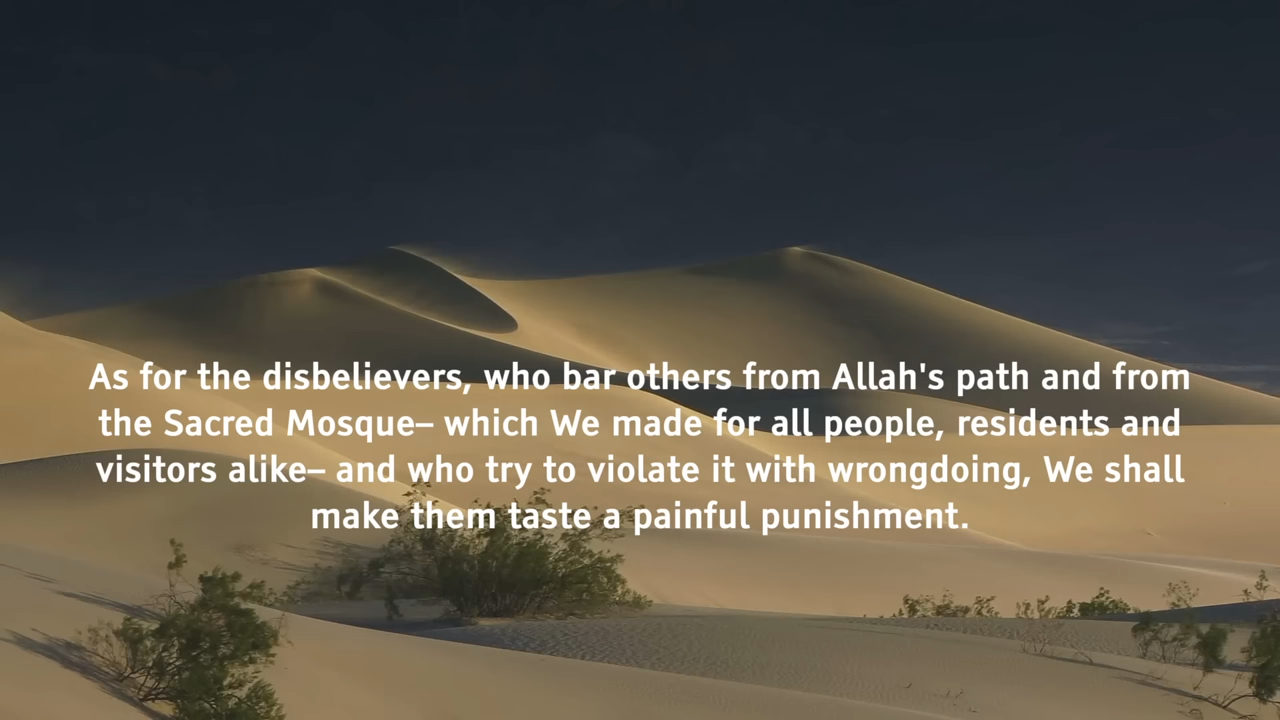 As for the disbelievers, who bar others from Allah's path and from
the Sacred Mosque– which We made for all people, residents and
visitors alike– and who try to violate it with wrongdoing, We shall
make them taste a painful punishment.